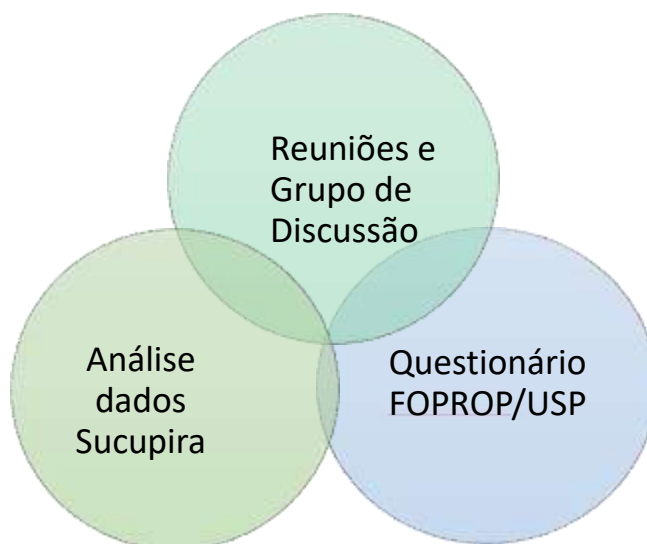 Reuniões e
Grupo de
Discussão
Análise
dados
Sucupira
Questionário
FOPROP/USP